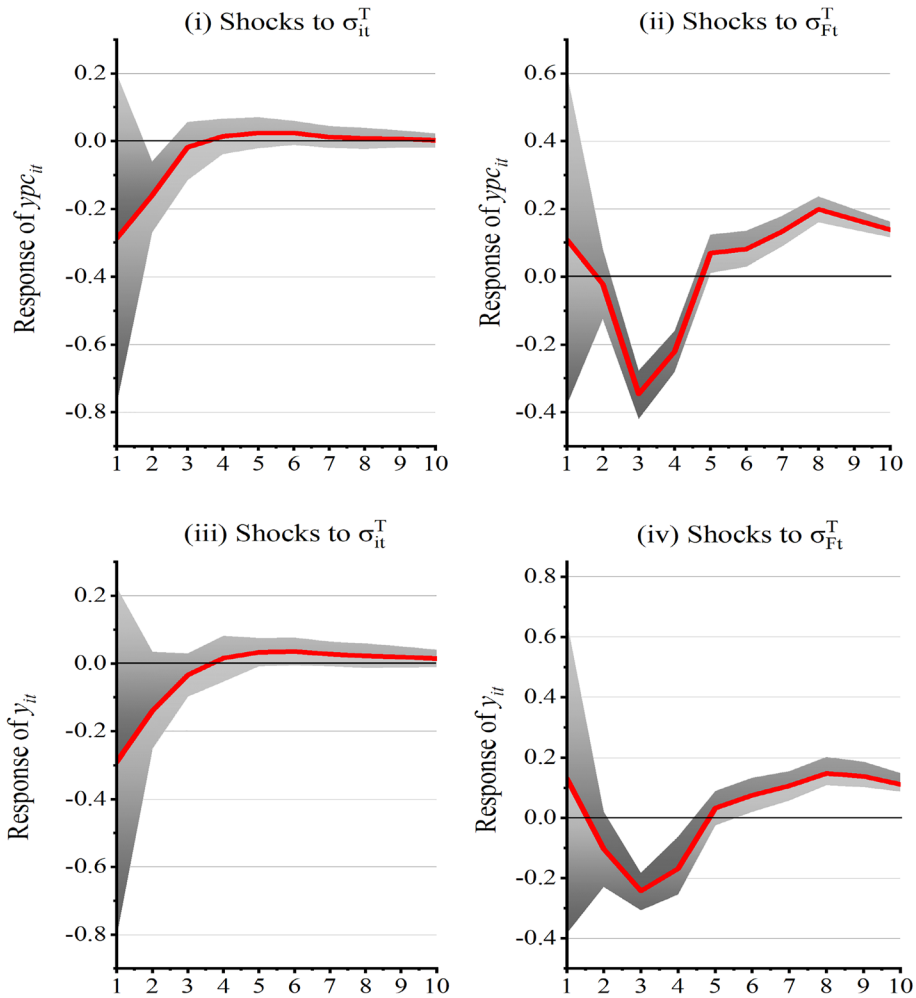 (i) Shocks to σ_it^T
(ii) Shocks to σ_Ft^T
Response of ypc_it
0.2
0.0
-0.2
-0.4
-0.6
-0.8
1 2 3 4 5 6 7 8 9 10
Response of ypc_it
0.6
0.4
0.2
0.0
-0.2
-0.4
1 2 3 4 5 6 7 8 9 10
(iii) Shocks to σ_it^T
(iv) Shocks to σ_Ft^T
Response of y_it
0.2
0.0
-0.2
-0.4
-0.6
-0.8
1 2 3 4 5 6 7 8 9 10
Response of y_it
0.8
0.6
0.4
0.2
0.0
-0.2
-0.4
1 2 3 4 5 6 7 8 9 10